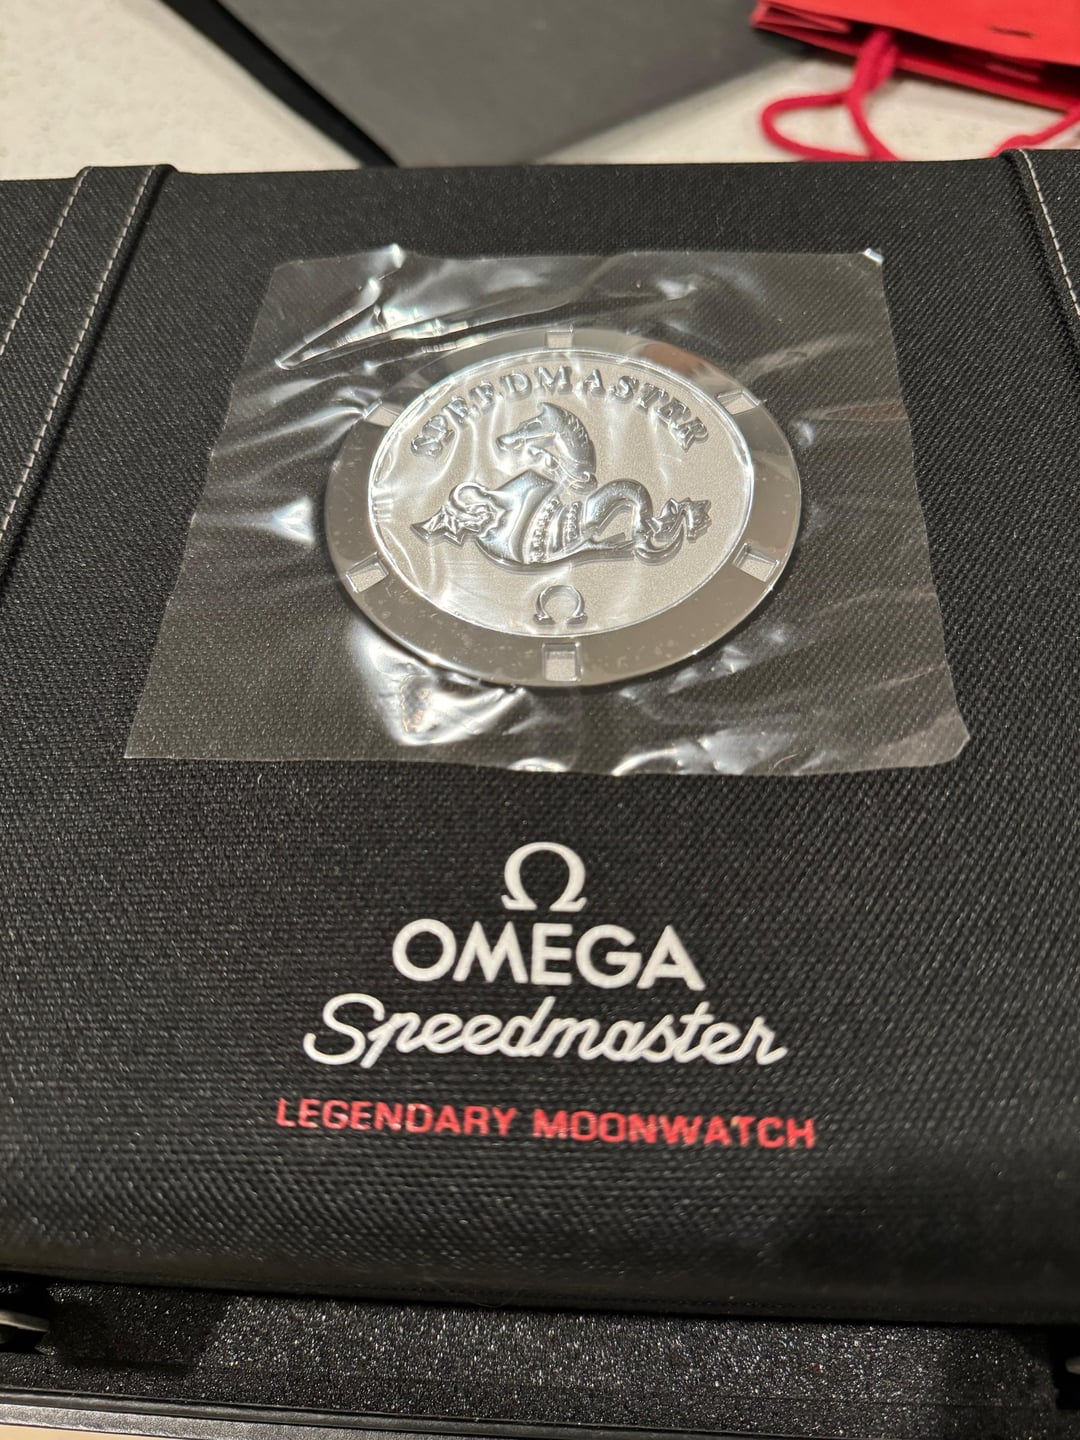 SPEEDMASTER
Ω
Ω
OMEGA
Speedmaster
LEGENDARY MOONWATCH